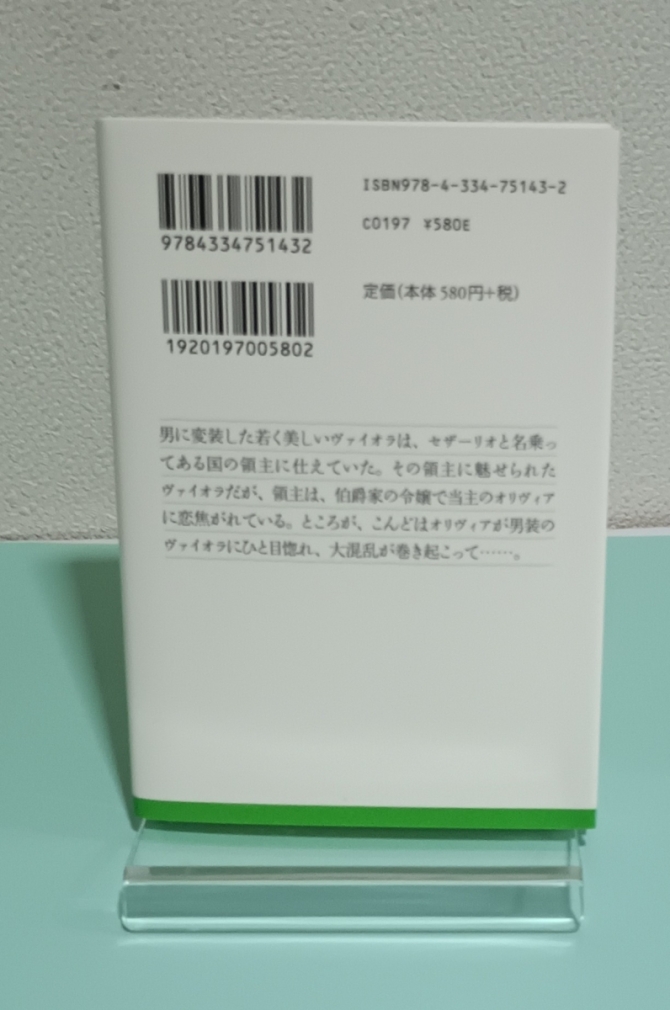 9784334751432
1920197005802
ISBN978-4-334-75143-2
C0197 ¥580E
定価(本体580円+税)
男に変装した若く美しいヴァイオラは、セザーリオと名乗っ
てある国の領主に仕えていた。その領主に魅せられた
ヴァイオラだが、領主は、伯爵家の令嬢で当主のオリヴィア
に恋焦がれている。ところが、こんどはオリヴィアが男装の
ヴァイオラにひと目惚れ、大混乱が巻き起こって……。